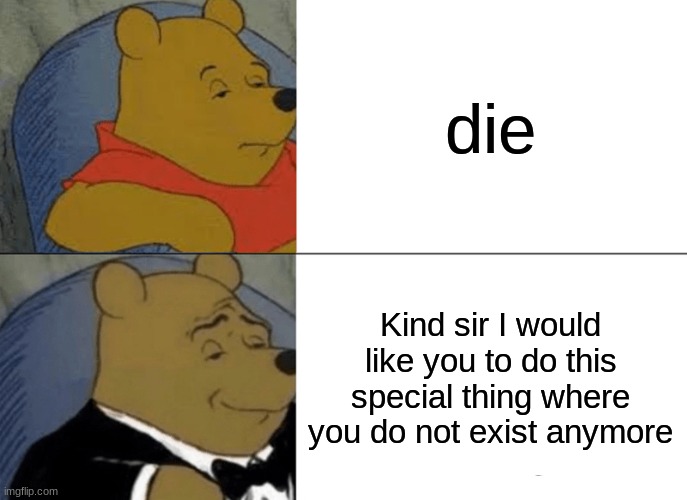 die
Kind sir I would
like you to do this
special thing where
you do not exist anymore
imgflip.com